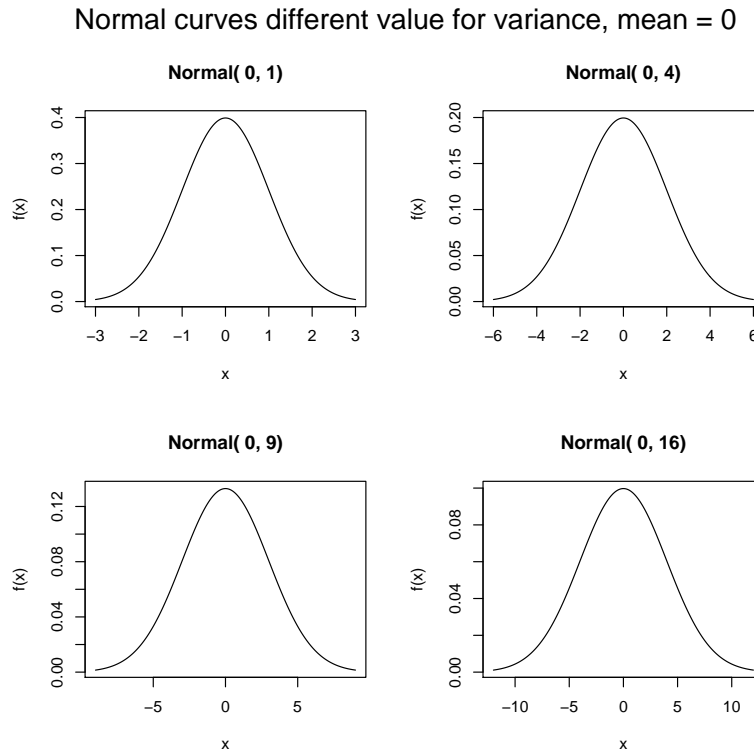 Normal curves different value for variance, mean = 0
Normal( 0, 1)
0.0 0.1 0.2 0.3 0.4
f(x)
−3 −2 −1 0 1 2 3
x
Normal( 0, 4)
0.00 0.05 0.10 0.15 0.20
f(x)
−6 −4 −2 0 2 4 6
x
Normal( 0, 9)
0.00 0.04 0.08 0.12
f(x)
−5 0 5
x
Normal( 0, 16)
0.00 0.04 0.08
f(x)
−10 −5 0 5 10
x